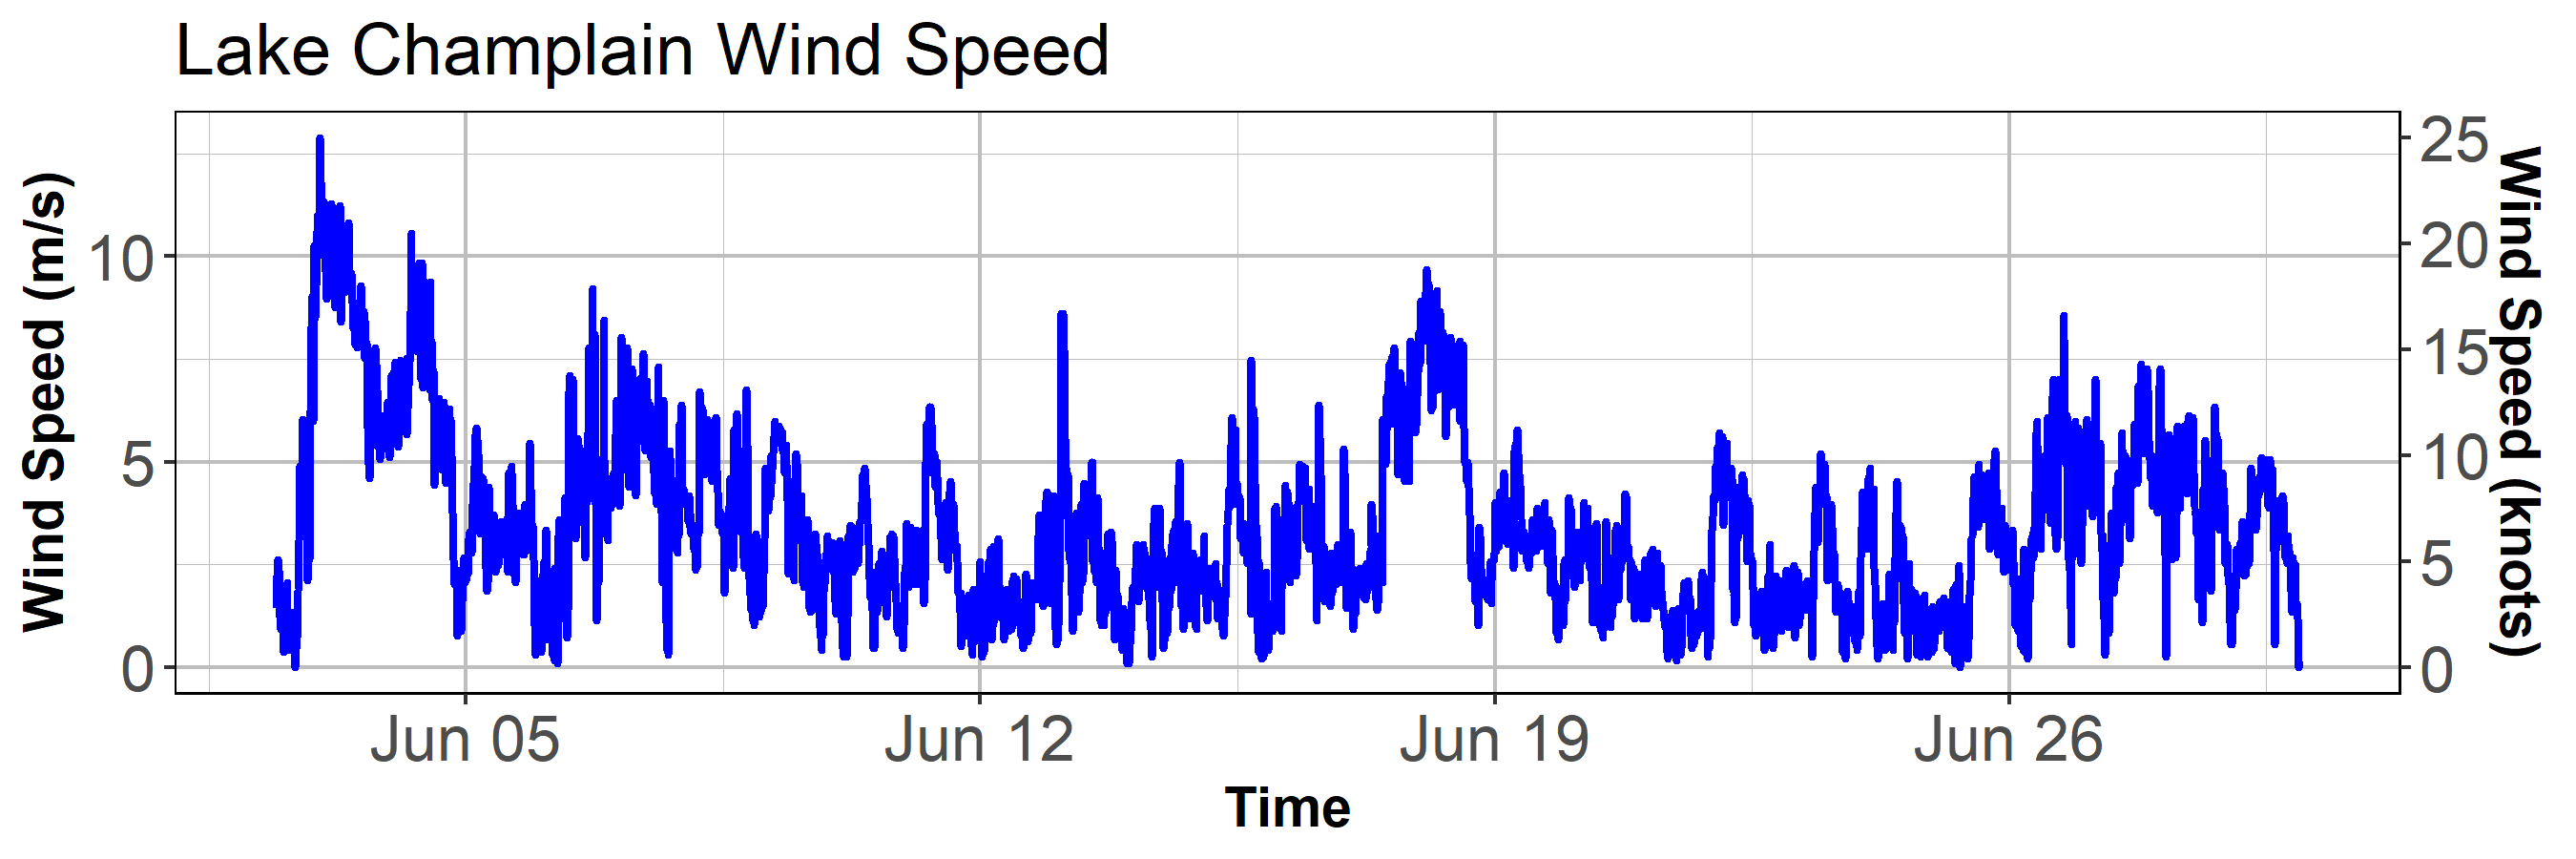 Lake Champlain Wind Speed
Wind Speed (m/s)
10
5
0
25
20
15
10
5
0
Wind Speed (knots)
Jun 05
Jun 12
Jun 19
Jun 26
Time